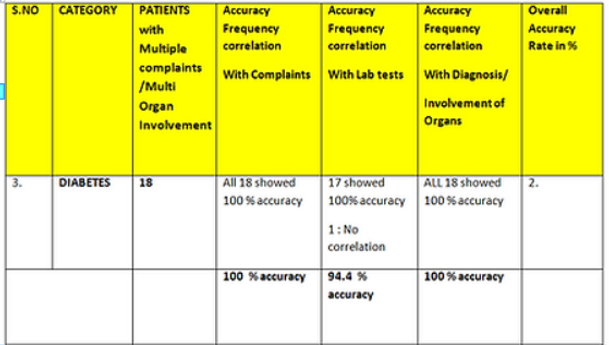 S.NO
CATEGORY
PATIENTS
with
Multiple
complaints
/Multi
Organ
Involvement
Accuracy
Frequency
correlation
With Complaints
Accuracy
Frequency
correlation
With Lab tests
Accuracy
Frequency
correlation
With Diagnosis/
Involvement of
Organs
Overall
Accuracy
Rate in %
3.
DIABETES
18
All 18 showed
100 % accuracy
17 showed
100% accuracy
1 : No
correlation
ALL 18 showed
100 % accuracy
2.
100 % accuracy
94.4 %
accuracy
100 % accuracy